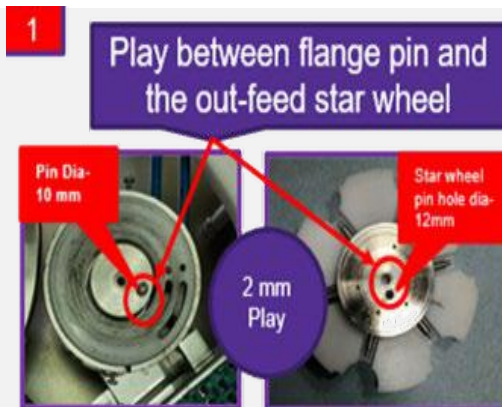 1
Play between flange pin and
the out-feed star wheel
Pin Dia-
10 mm
Star wheel
pin hole dia-
12mm
2 mm
Play